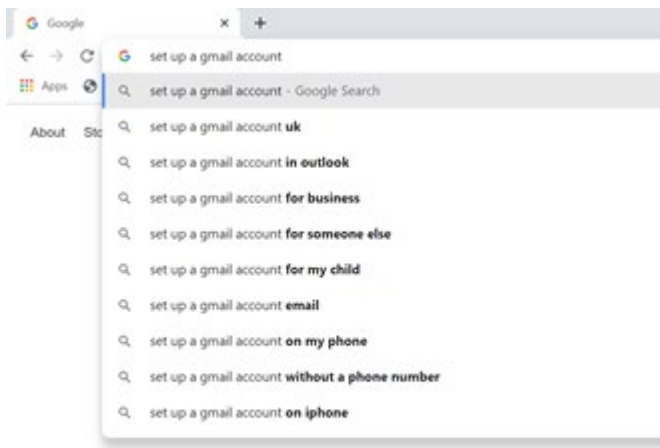 Google
set up a gmail account
Apps
set up a gmail account - Google Search
About Sto
set up a gmail account uk
set up a gmail account in outlook
set up a gmail account for business
set up a gmail account for someone else
set up a gmail account for my child
set up a gmail account email
set up a gmail account on my phone
set up a gmail account without a phone number
set up a gmail account on iphone